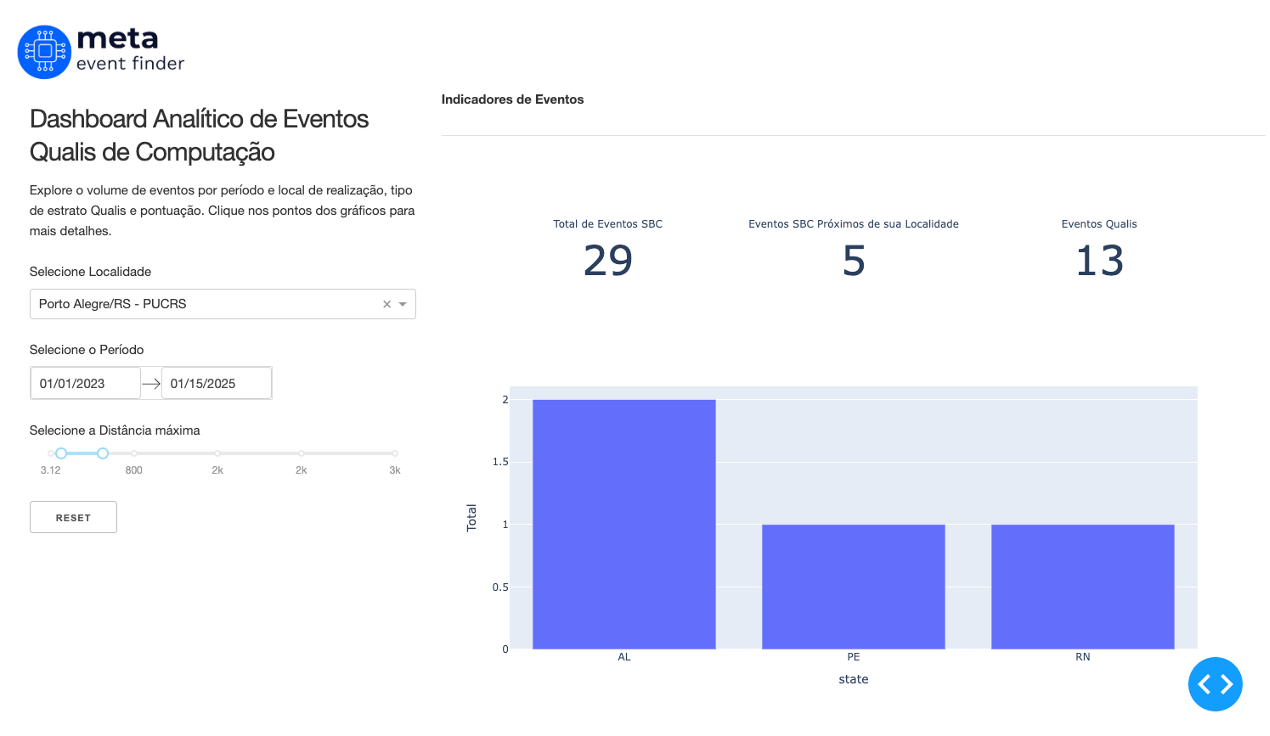 meta
event finder
Dashboard Analítico de Eventos
Qualis de Computação
Explore o volume de eventos por período e local de realização, tipo
de estrato Qualis e pontuação. Clique nos pontos dos gráficos para
mais detalhes.
Selecione Localidade
Porto Alegre/RS - PUCRS
Selecione o Período
01/01/2023
01/15/2025
Selecione a Distância máxima
3.12 800 2k 2k 3k
RESET
Indicadores de Eventos
Total de Eventos SBC
29
Eventos SBC Próximos de sua Localidade
5
Eventos Qualis
13
Total
2
1.5
1
0.5
0
AL PE RN
state